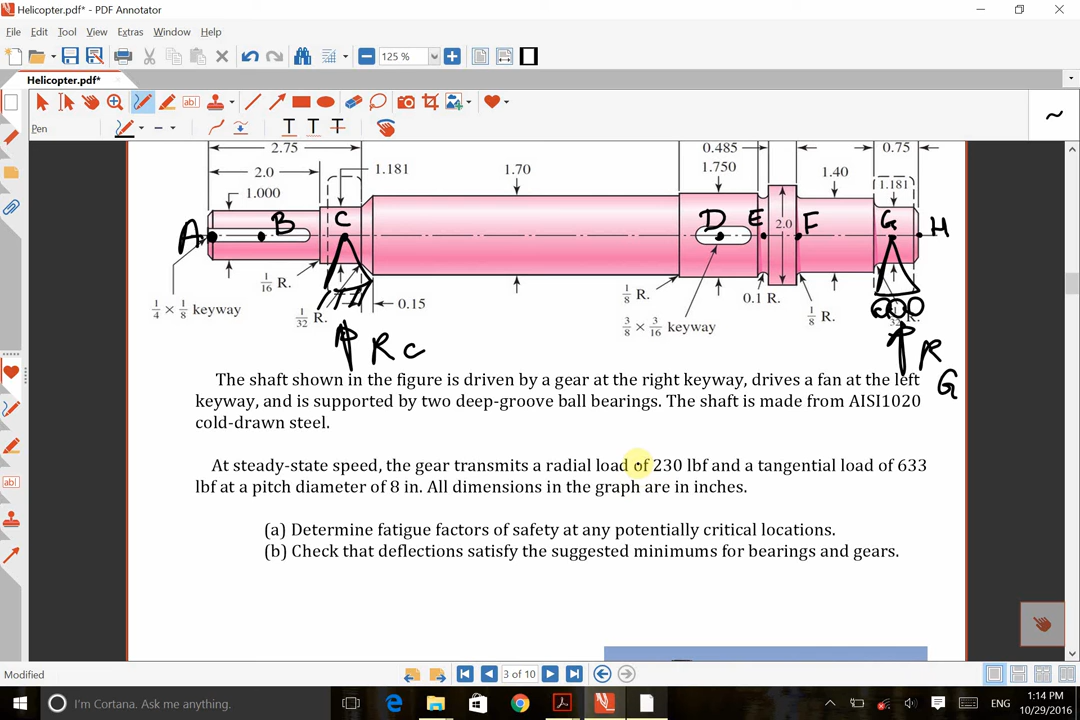 Helicopter.pdf* - PDF Annotator
File Edit Tool View Extras Window Help
125 %
Helicopter.pdf*
Pen
2.75
0.485
0.75
2.0
1.181
1.70
1.750
1.40
1.181
1.000
A B C D E F G H
2.0
1/16 R.
1/8 R.
0.1 R.
1/8 R.
1/4 × 1/8 keyway
1/32 R.
0.15
3/8 × 3/16 keyway
R C
R G
The shaft shown in the figure is driven by a gear at the right keyway, drives a fan at the left
keyway, and is supported by two deep-groove ball bearings. The shaft is made from AISI1020
cold-drawn steel.
At steady-state speed, the gear transmits a radial load of 230 lbf and a tangential load of 633
lbf at a pitch diameter of 8 in. All dimensions in the graph are in inches.
(a) Determine fatigue factors of safety at any potentially critical locations.
(b) Check that deflections satisfy the suggested minimums for bearings and gears.
Modified
3 of 10
I'm Cortana. Ask me anything.
ENG
1:14 PM
10/29/2016